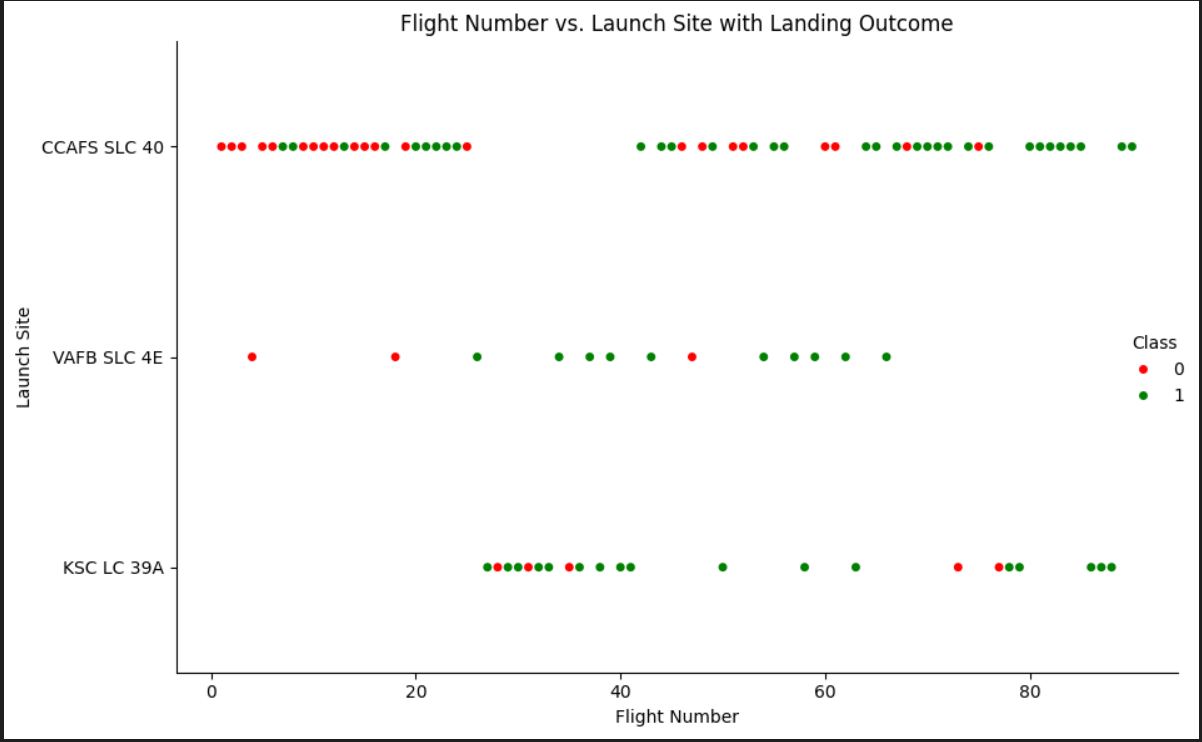 Flight Number vs. Launch Site with Landing Outcome
CCAFS SLC 40
VAFB SLC 4E
KSC LC 39A
Launch Site
Class
0
1
0 20 40 60 80
Flight Number